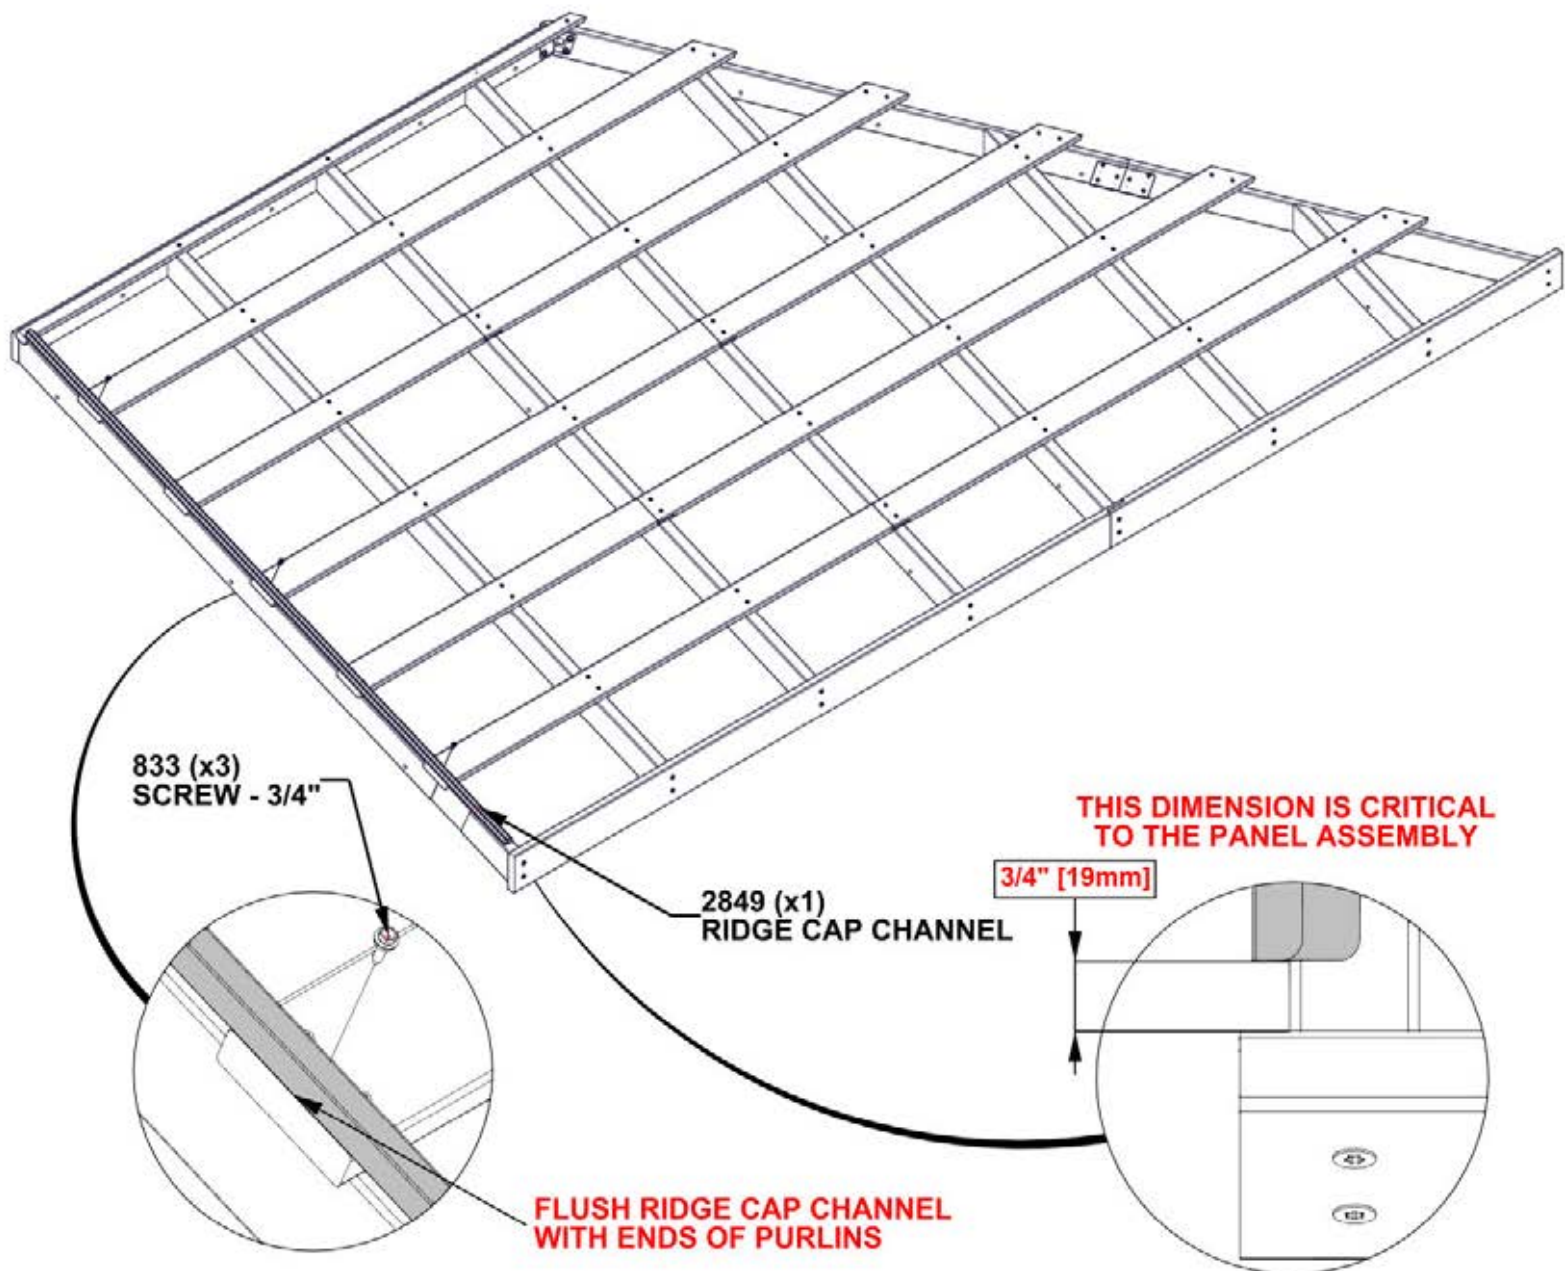 833 (x3)
SCREW - 3/4"
THIS DIMENSION IS CRITICAL
TO THE PANEL ASSEMBLY
3/4" [19mm]
2849 (x1)
RIDGE CAP CHANNEL
FLUSH RIDGE CAP CHANNEL
WITH ENDS OF PURLINS